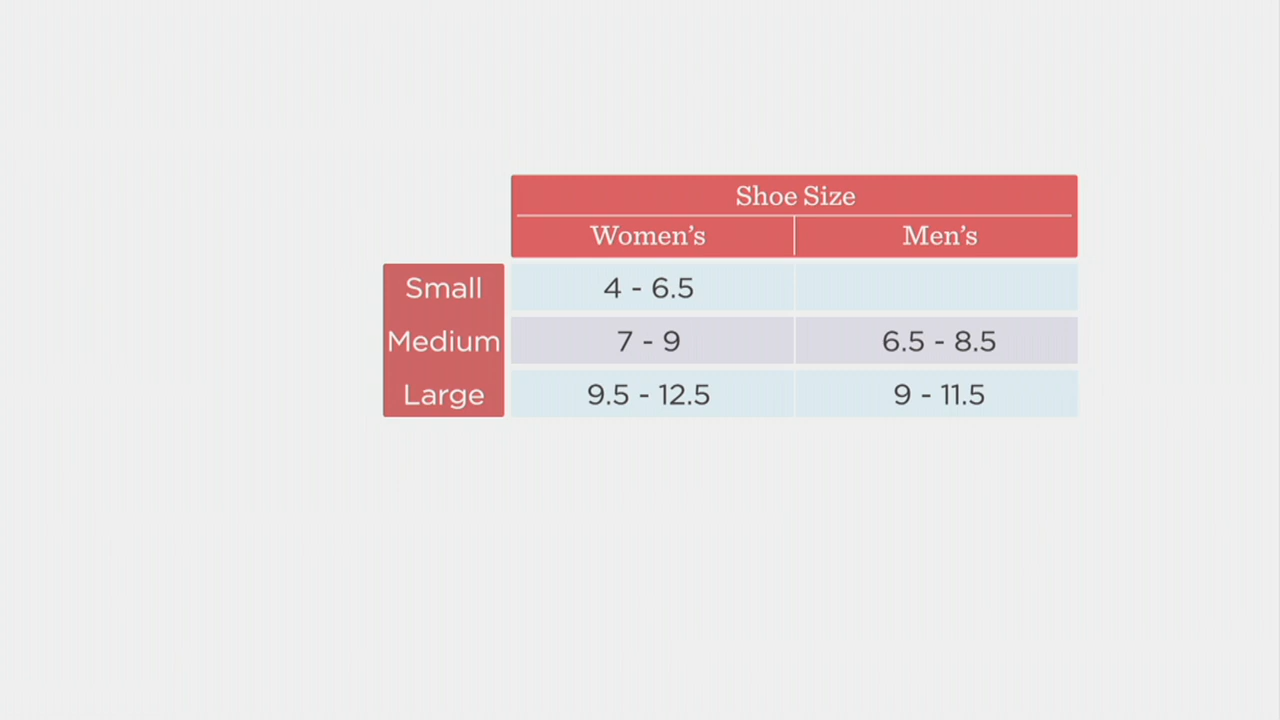 Shoe Size
Women's Men's
Small 4 - 6.5
Medium 7 - 9 6.5 - 8.5
Large 9.5 - 12.5 9 - 11.5